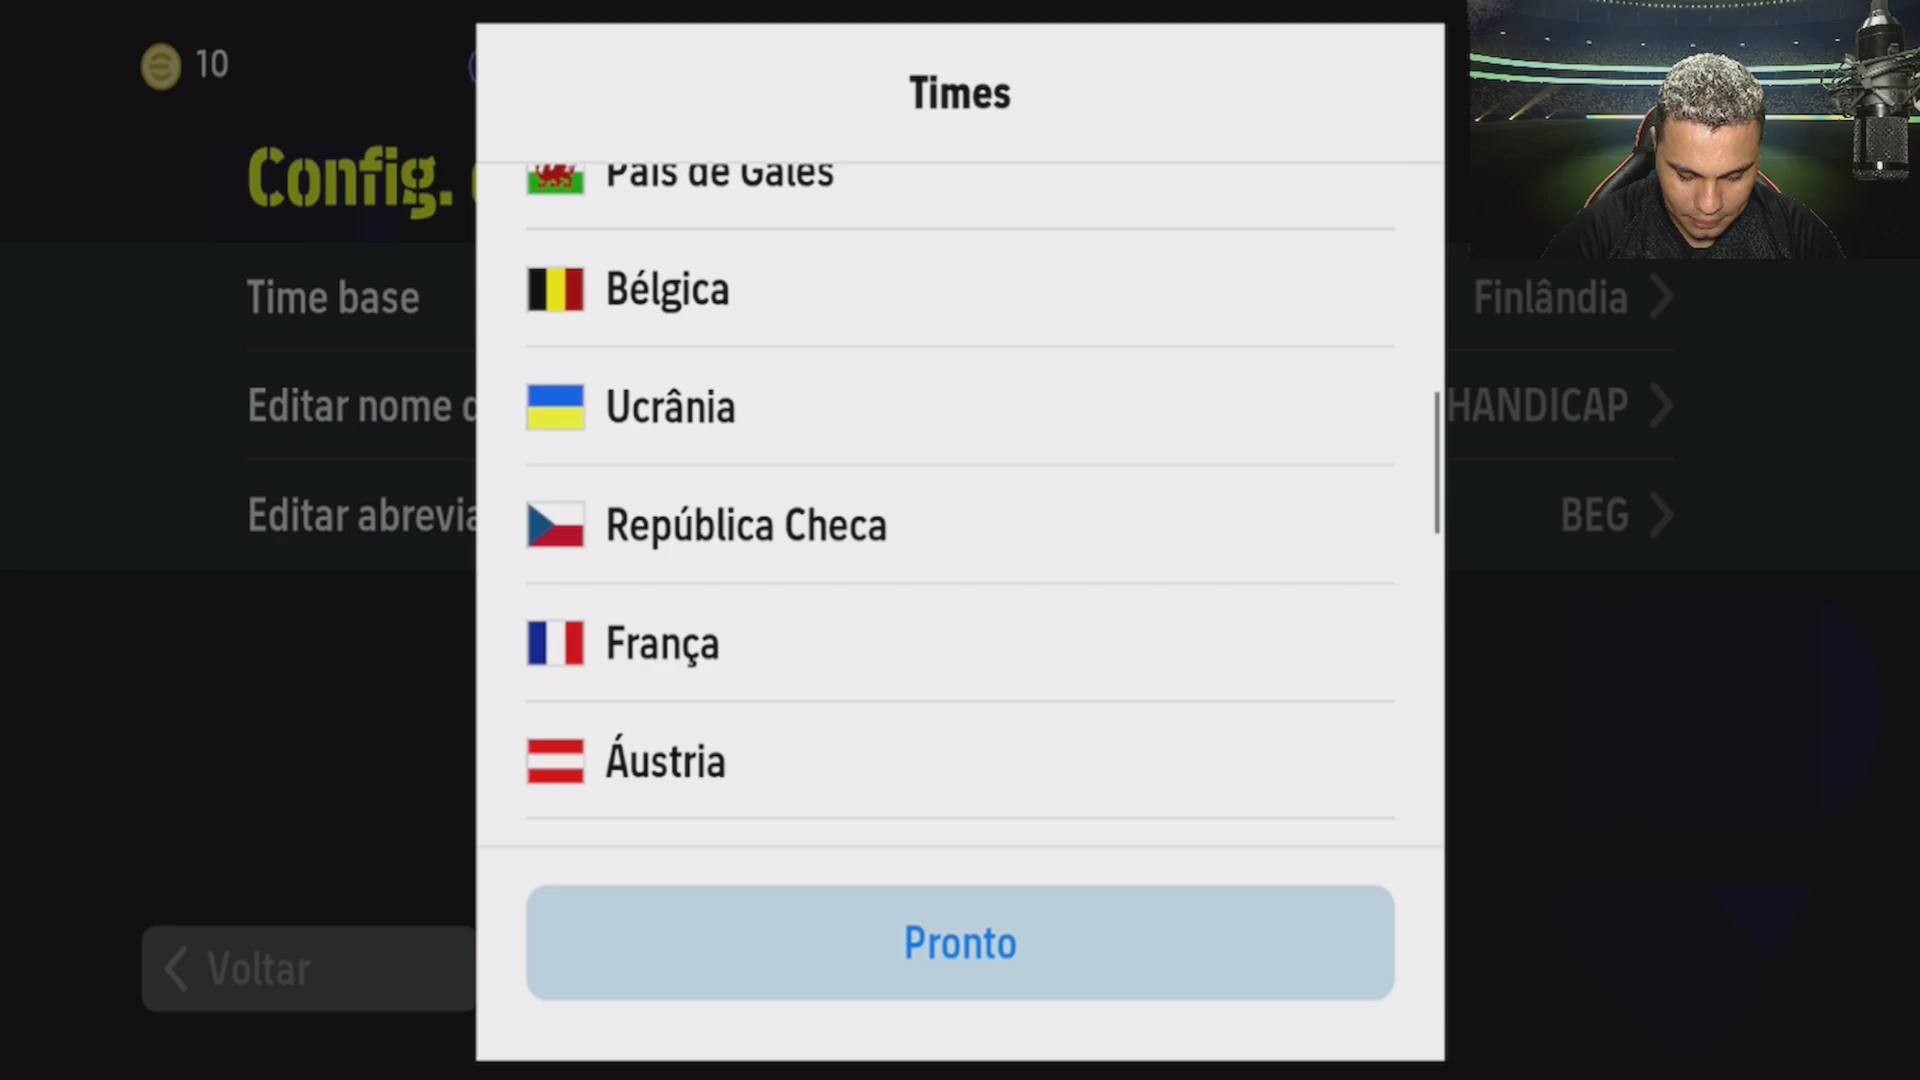 10
Times
Config.
País de Gales
Time base
Finlândia
Bélgica
Editar nome
HANDICAP
Ucrânia
Editar abrevia
BEG
República Checa
França
Áustria
Pronto
Voltar